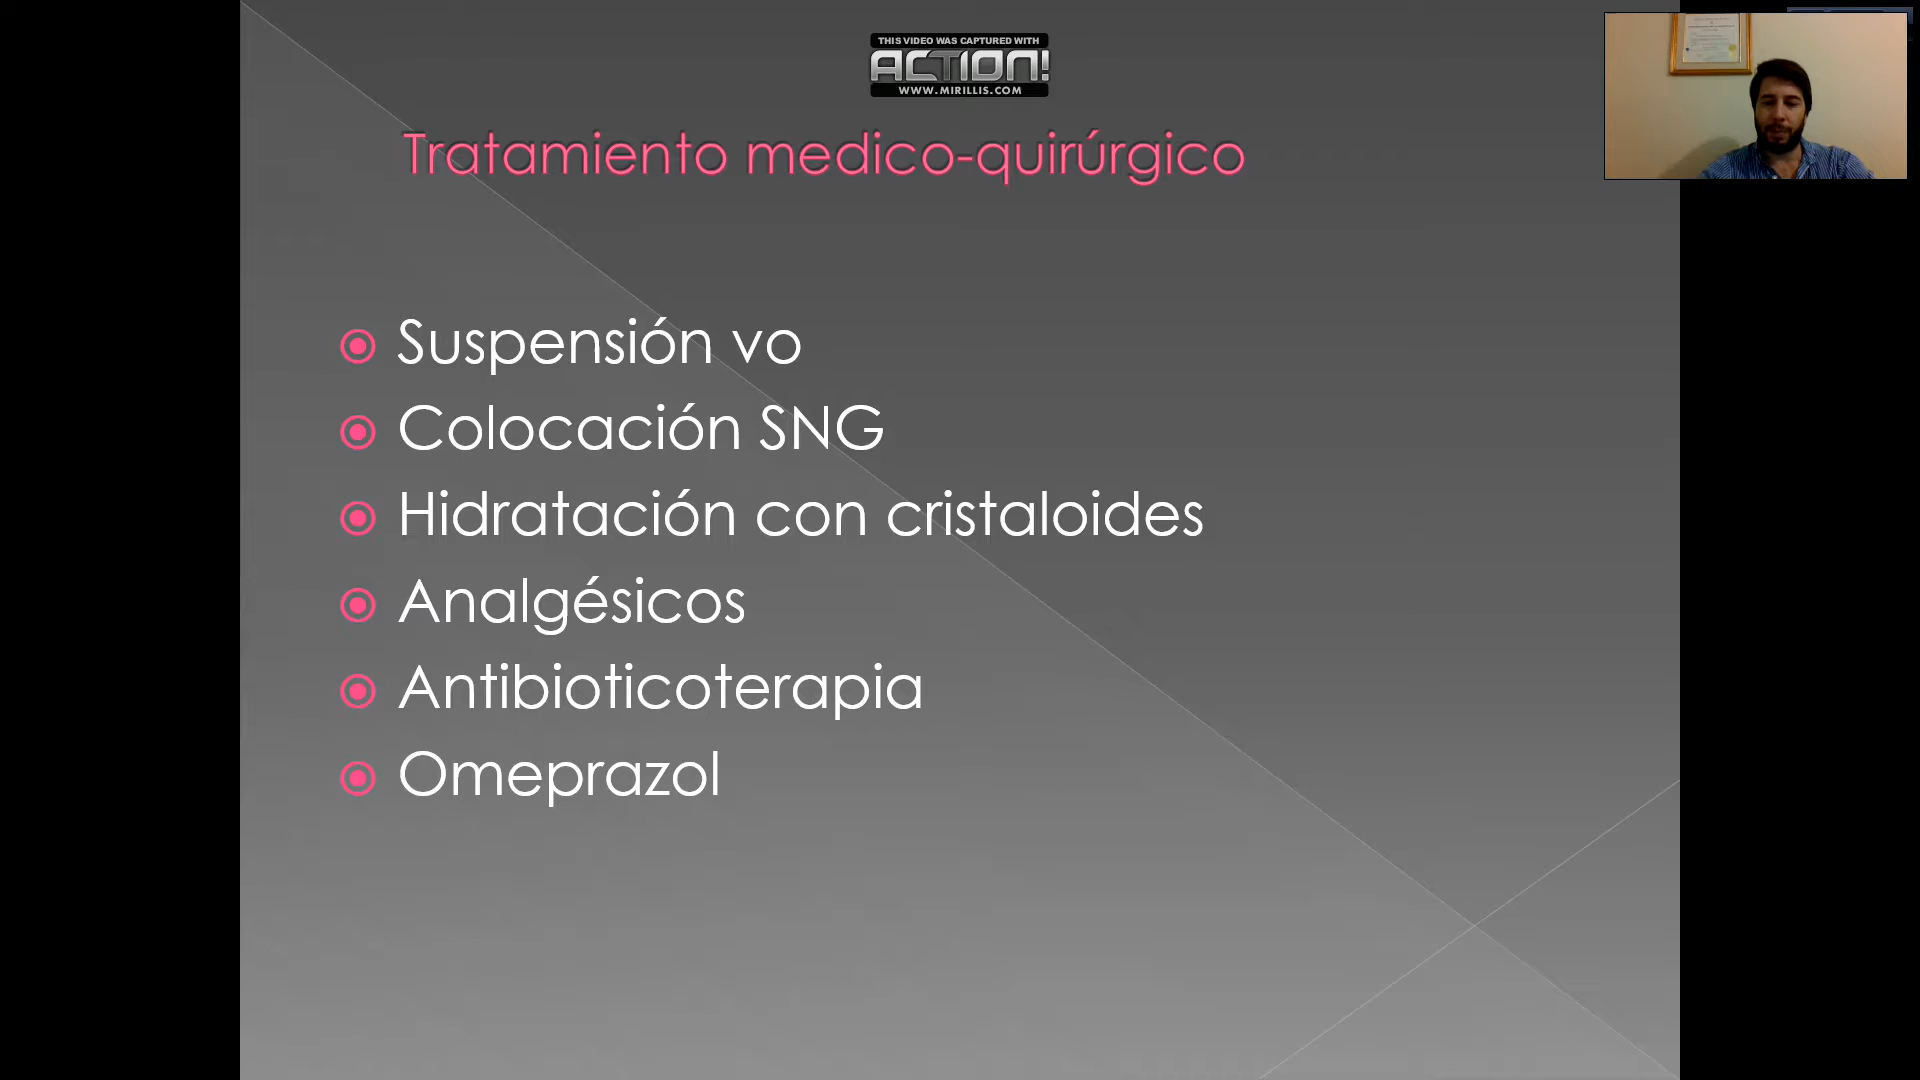 THIS VIDEO WAS CAPTURED WITH
ACTION!
WWW.MIRILLIS.COM
Tratamiento medico-quirúrgico
Suspensión vo
Colocación SNG
Hidratación con cristaloides
Analgésicos
Antibioticoterapia
Omeprazol